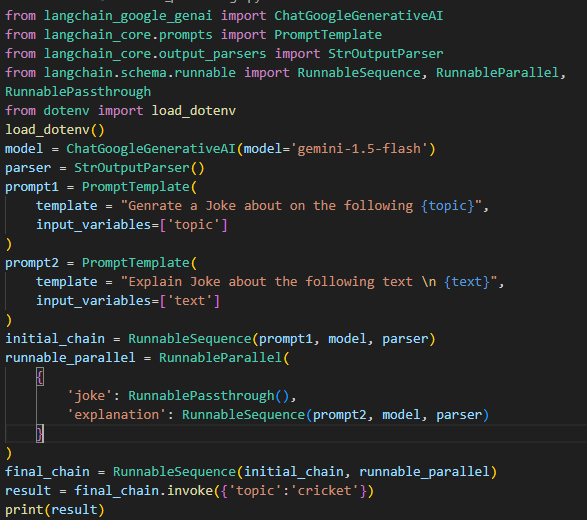 from langchain_google_genai import ChatGoogleGenerativeAI
from langchain_core.prompts import PromptTemplate
from langchain_core.output_parsers import StrOutputParser
from langchain.schema.runnable import RunnableSequence, RunnableParallel,
RunnablePassthrough
from dotenv import load_dotenv
load_dotenv()
model = ChatGoogleGenerativeAI(model='gemini-1.5-flash')
parser = StrOutputParser()
prompt1 = PromptTemplate(
    template = "Genrate a Joke about on the following {topic}",
    input_variables=['topic']
)
prompt2 = PromptTemplate(
    template = "Explain Joke about the following text \n {text}",
    input_variables=['text']
)
initial_chain = RunnableSequence(prompt1, model, parser)
runnable_parallel = RunnableParallel(
    {
        'joke': RunnablePassthrough(),
        'explanation': RunnableSequence(prompt2, model, parser)
    }
)
final_chain = RunnableSequence(initial_chain, runnable_parallel)
result = final_chain.invoke({'topic':'cricket'})
print(result)